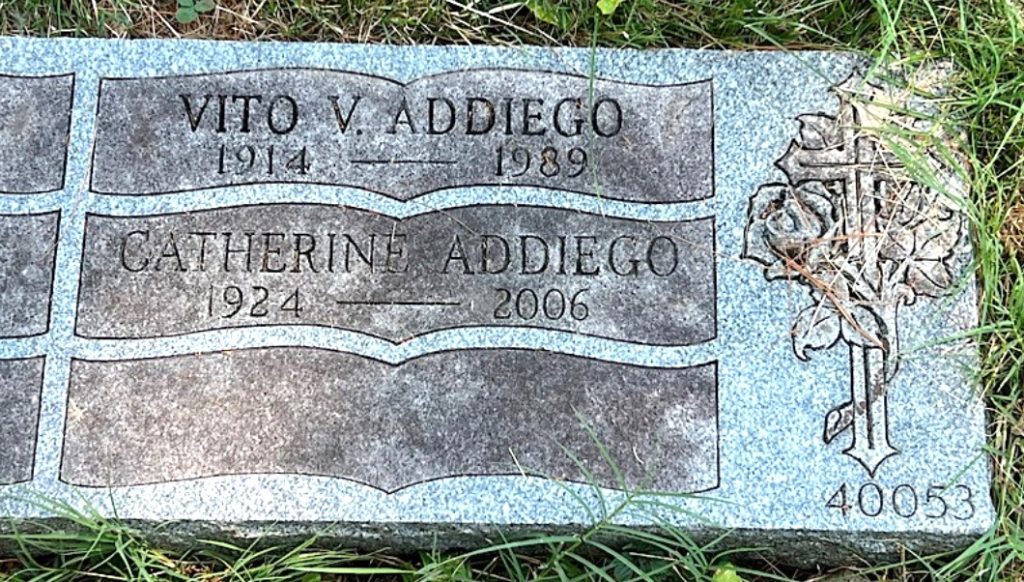 VITO V. ADDIEGO
1914 — 1989
CATHERINE ADDIEGO
1924 — 2006
40053